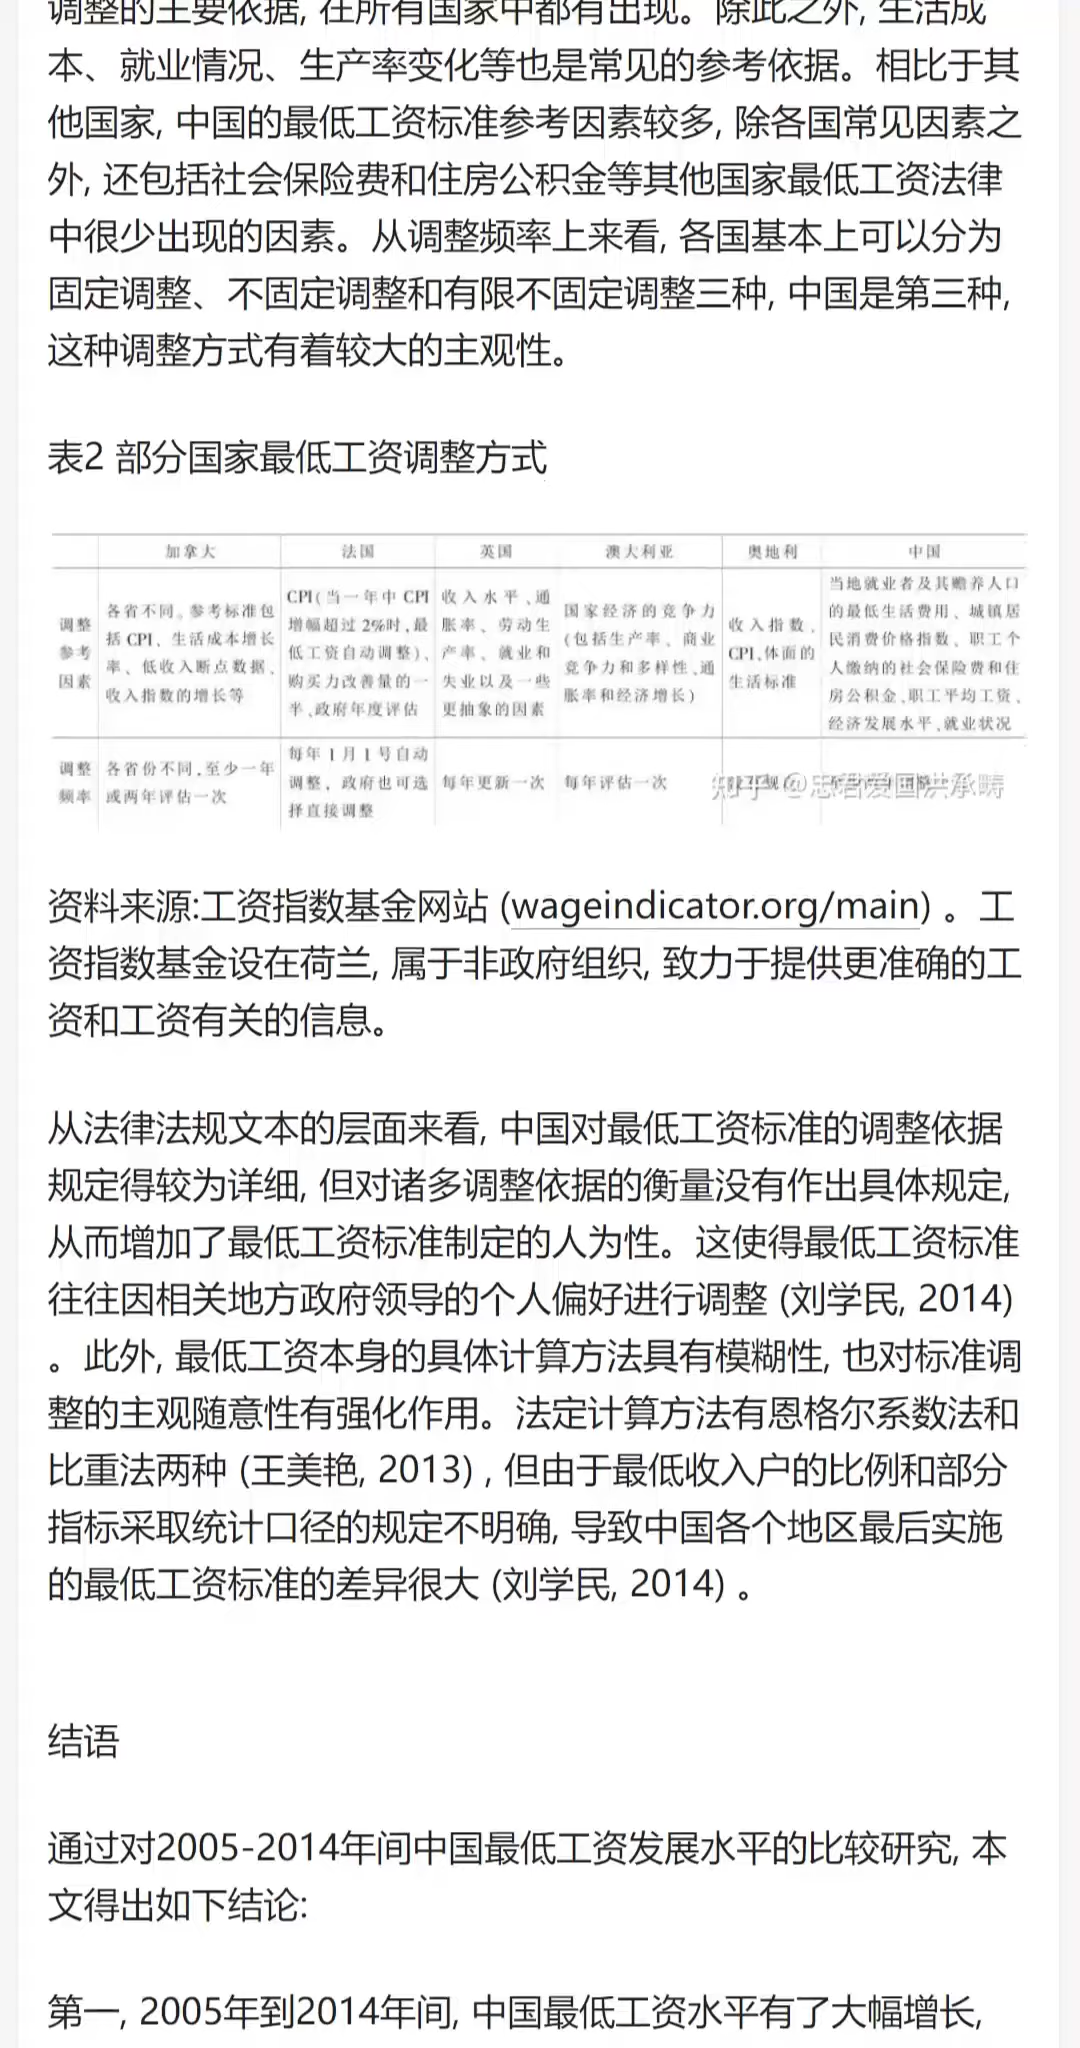 调整的主要依据, 在所有国家中都有出现。除此之外, 生活成
本、就业情况、生产率变化等也是常见的参考依据。相比于其
他国家, 中国的最低工资标准参考因素较多, 除各国常见因素之
外, 还包括社会保险费和住房公积金等其他国家最低工资法律
中很少出现的因素。从调整频率上来看, 各国基本上可以分为
固定调整、不固定调整和有限不固定调整三种, 中国是第三种,
这种调整方式有着较大的主观性。
表2 部分国家最低工资调整方式
加拿大 法国 英国 澳大利亚 奥地利 中国
调整
参考
因素
各省不同。参考标准包
括 CPI、生活成本增长
率、低收入断点数据、
收入指数的增长等
CPI(当一年中 CPI
增幅超过 2%时,最
低工资自动调整)、
购买力改善量的一
半、政府年度评估
收入水平、通
胀率、劳动生
产率、就业和
失业以及一些
更抽象的因素
国家经济的竞争力
(包括生产率、商业
竞争力和多样性、通
胀率和经济增长)
收入指数、
CPI、体面的
生活标准
当地就业者及其赡养人口
的最低生活费用、城镇居
民消费价格指数、职工个
人缴纳的社会保险费和住
房公积金、职工平均工资、
经济发展水平、就业状况
调整
频率
各省份不同,至少一年
或两年评估一次
每年 1 月 1 号自动
调整，政府也可选
择直接调整
每年更新一次
每年评估一次
知乎 @忠君爱国洪承畴
资料来源:工资指数基金网站 (wageindicator.org/main) 。工
资指数基金设在荷兰, 属于非政府组织, 致力于提供更准确的工
资和工资有关的信息。
从法律法规文本的层面来看, 中国对最低工资标准的调整依据
规定得较为详细, 但对诸多调整依据的衡量没有作出具体规定,
从而增加了最低工资标准制定的人为性。这使得最低工资标准
往往因相关地方政府领导的个人偏好进行调整 (刘学民, 2014)
。此外, 最低工资本身的具体计算方法具有模糊性, 也对标准调
整的主观随意性有强化作用。法定计算方法有恩格尔系数法和
比重法两种 (王美艳, 2013) , 但由于最低收入户的比例和部分
指标采取统计口径的规定不明确, 导致中国各个地区最后实施
的最低工资标准的差异很大 (刘学民, 2014) 。
结语
通过对2005-2014年间中国最低工资发展水平的比较研究, 本
文得出如下结论:
第一, 2005年到2014年间, 中国最低工资水平有了大幅增长,